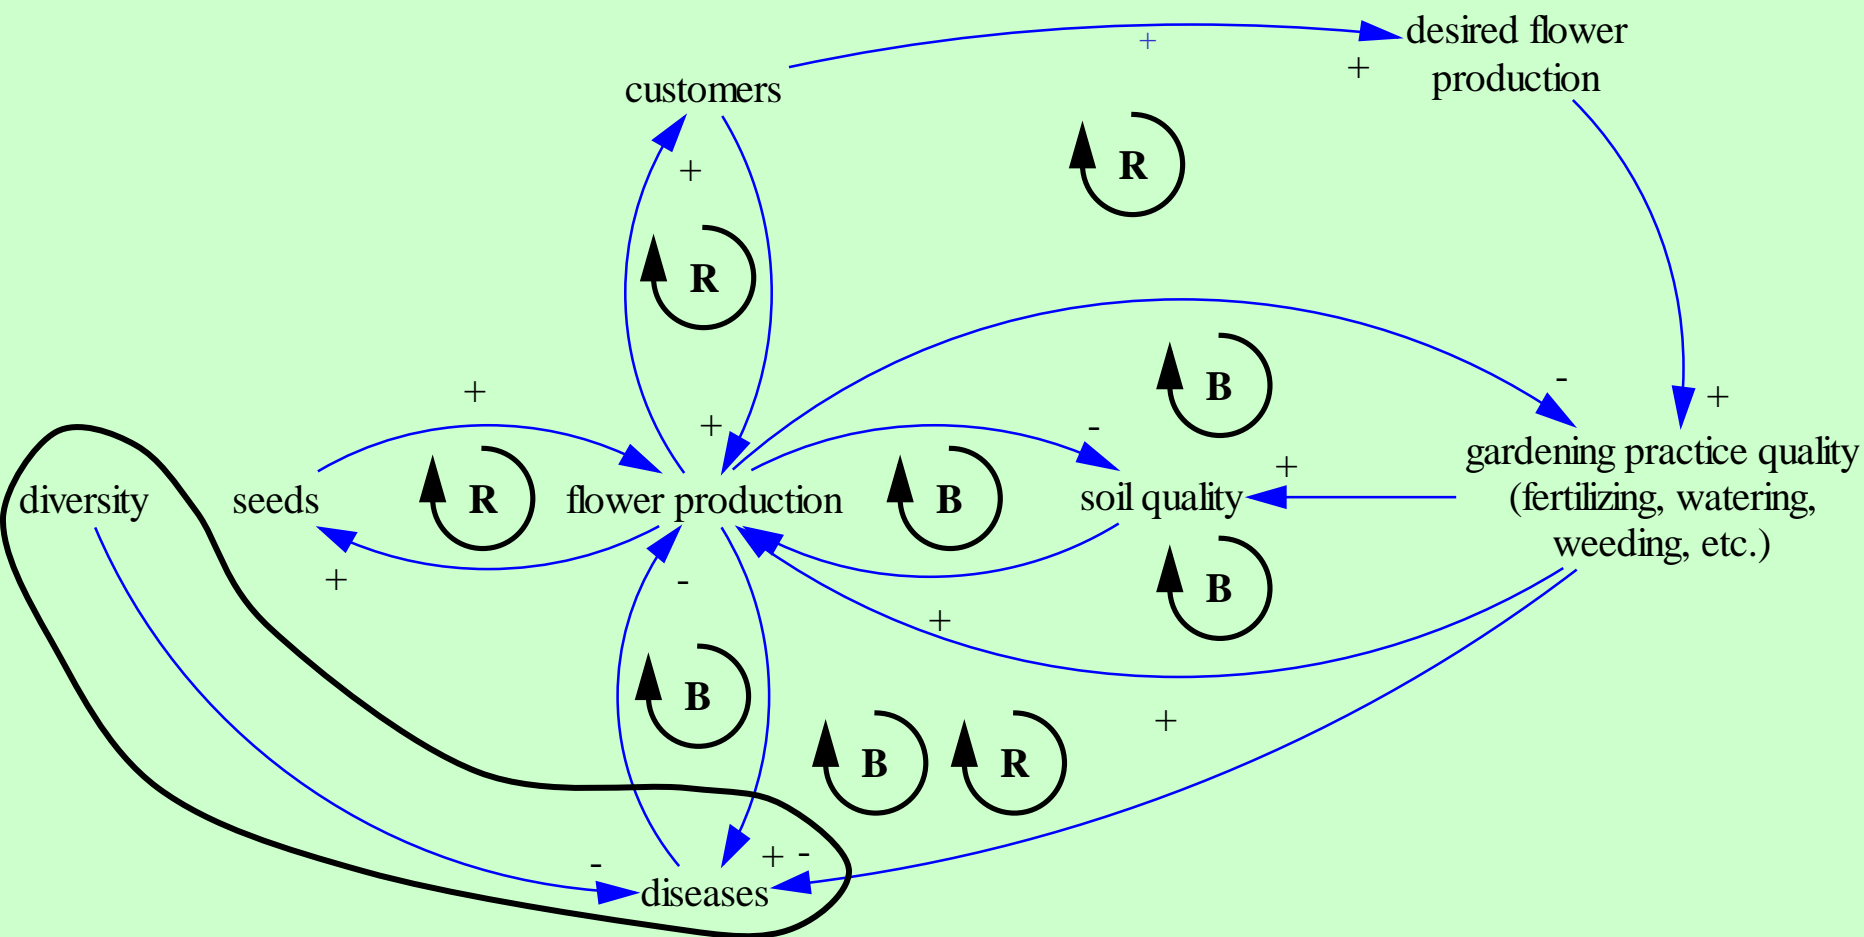 desired flower
production
+
+
customers
R
+
R
B
-
+
+
+
gardening practice quality
(fertilizing, watering,
weeding, etc.)
-
+
diversity
seeds
R
flower production
B
soil quality
+
-
B
+
B
+
B
R
-
+
-
diseases